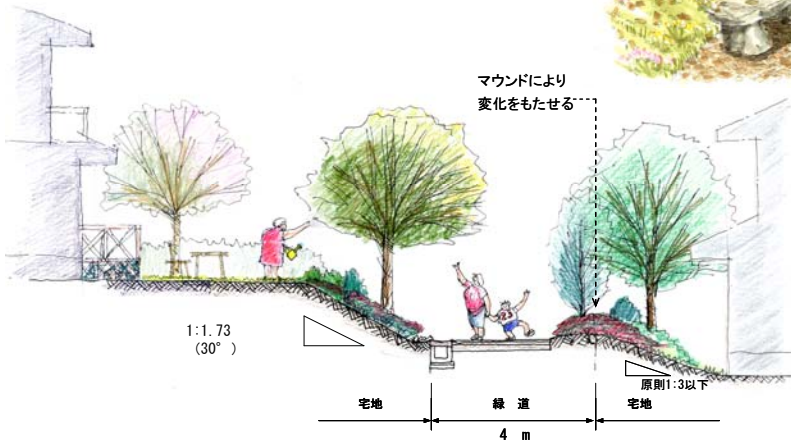 マウンドにより
変化をもたせる
1:1.73
(30°)
原則1:3以下
宅地
緑 道
宅地
4 m